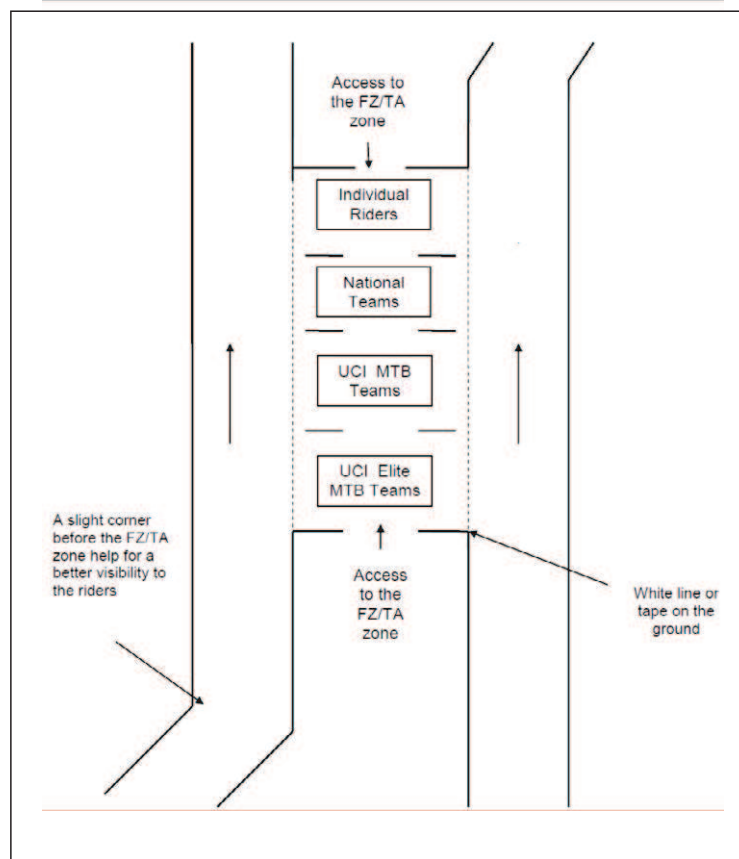 Access to
the FZ/TA
zone
Individual
Riders
National
Teams
UCI MTB
Teams
UCI Elite
MTB Teams
A slight corner
before the FZ/TA
zone help for a
better visibility to
the riders
Access
to the
FZ/TA
zone
White line or
tape on the
ground